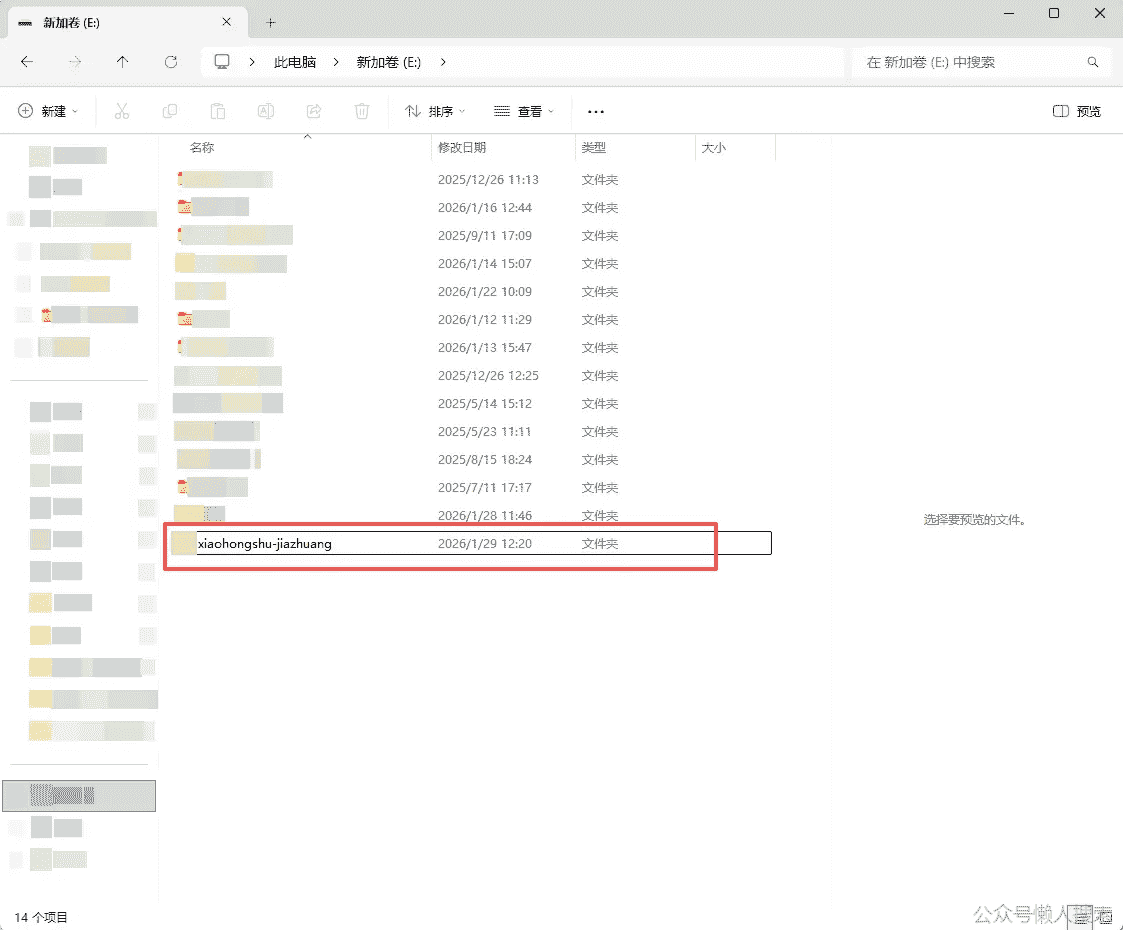 新加卷 (E:)
此电脑 新加卷 (E:)
在 新加卷 (E:) 中搜索
新建 排序 查看 预览
名称 修改日期 类型 大小
2025/12/26 11:13 文件夹
2026/1/16 12:44 文件夹
2025/9/11 17:09 文件夹
2026/1/14 15:07 文件夹
2026/1/22 10:09 文件夹
2026/1/12 11:29 文件夹
2026/1/13 15:47 文件夹
2025/12/26 12:25 文件夹
2025/5/14 15:12 文件夹
2025/5/23 11:11 文件夹
2025/8/15 18:24 文件夹
2025/7/11 17:17 文件夹
2026/1/28 11:46 文件夹
xiaohongshu-jiazhuang 2026/1/29 12:20 文件夹
选择要预览的文件。
14 个项目
公众号懒人搜索